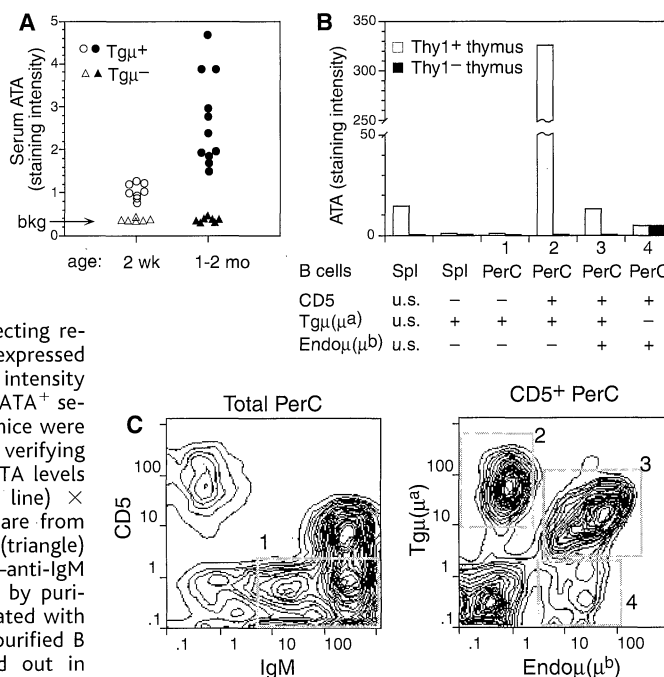 A
Serum ATA
(staining intensity)
5
4
3
2
1
0
Tgμ+
Tgμ−
bkg
age: 2 wk 1-2 mo
B
ATA (staining intensity)
350
300
250
50
0
Thy1+ thymus
Thy1− thymus
1 2 3 4
B cells Spl Spl PerC PerC PerC PerC
CD5 u.s. − − + + +
Tgμ(μa) u.s. + + + + −
Endoμ(μb) u.s. − − − + +
ecting re-
expressed
intensity
ATA+ se-
nice were
verifying
TA levels
line) ×
are from
(triangle)
–anti-IgM
by puri-
ated with
purified B
d out in
C
Total PerC
CD5
100
10
1
.1
1
.1 1 10 100
IgM
CD5+ PerC
Tgμ(μa)
100
10
1
.1
2
3
4
.1 1 10 100
Endoμ(μb)